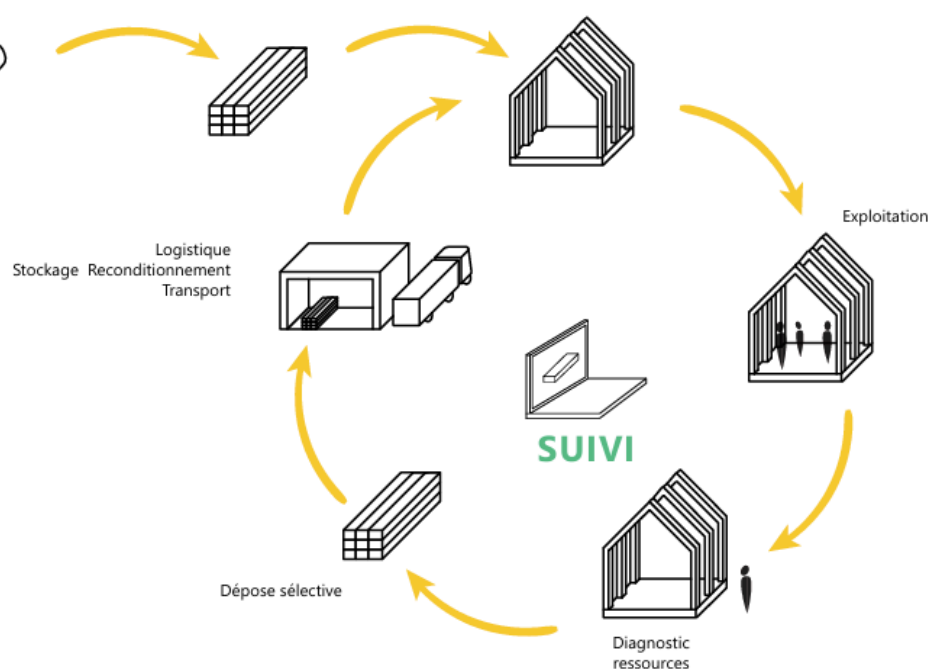 Exploitation
Logistique
Stockage Reconditionnement
Transport
SUIVI
Dépose sélective
Diagnostic
ressources